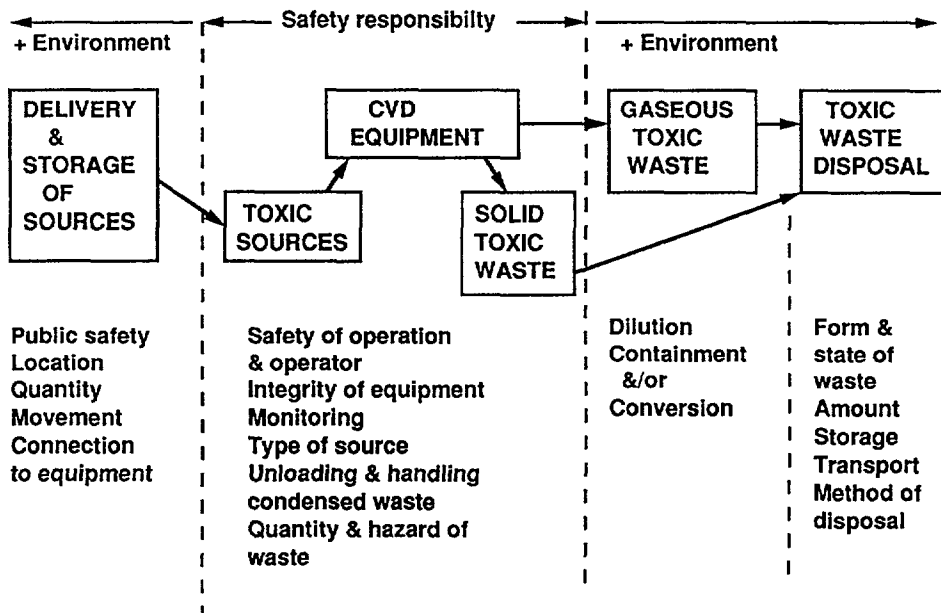 Safety responsibilty
+ Environment
+ Environment
DELIVERY
&
STORAGE
OF
SOURCES
TOXIC
SOURCES
CVD
EQUIPMENT
SOLID
TOXIC
WASTE
GASEOUS
TOXIC
WASTE
TOXIC
WASTE
DISPOSAL
Public safety
Location
Quantity
Movement
Connection
to equipment
Safety of operation
& operator
Integrity of equipment
Monitoring
Type of source
Unloading & handling
condensed waste
Quantity & hazard of
waste
Dilution
Containment
&/or
Conversion
Form &
state of
waste
Amount
Storage
Transport
Method of
disposal